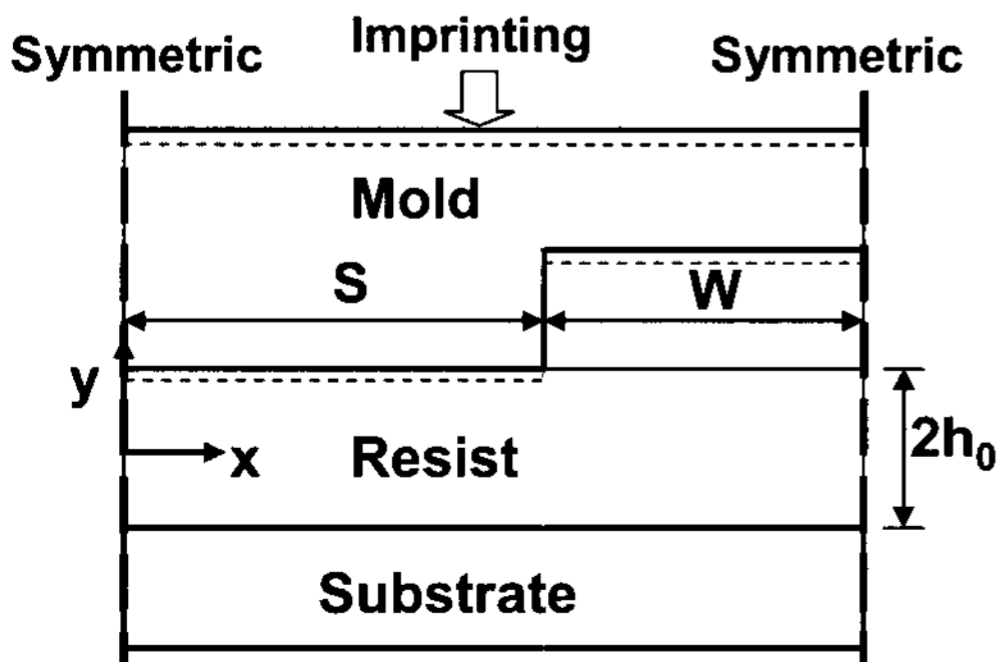 Symmetric
Imprinting
Symmetric
Mold
S
W
y
x
Resist
2h₀
Substrate